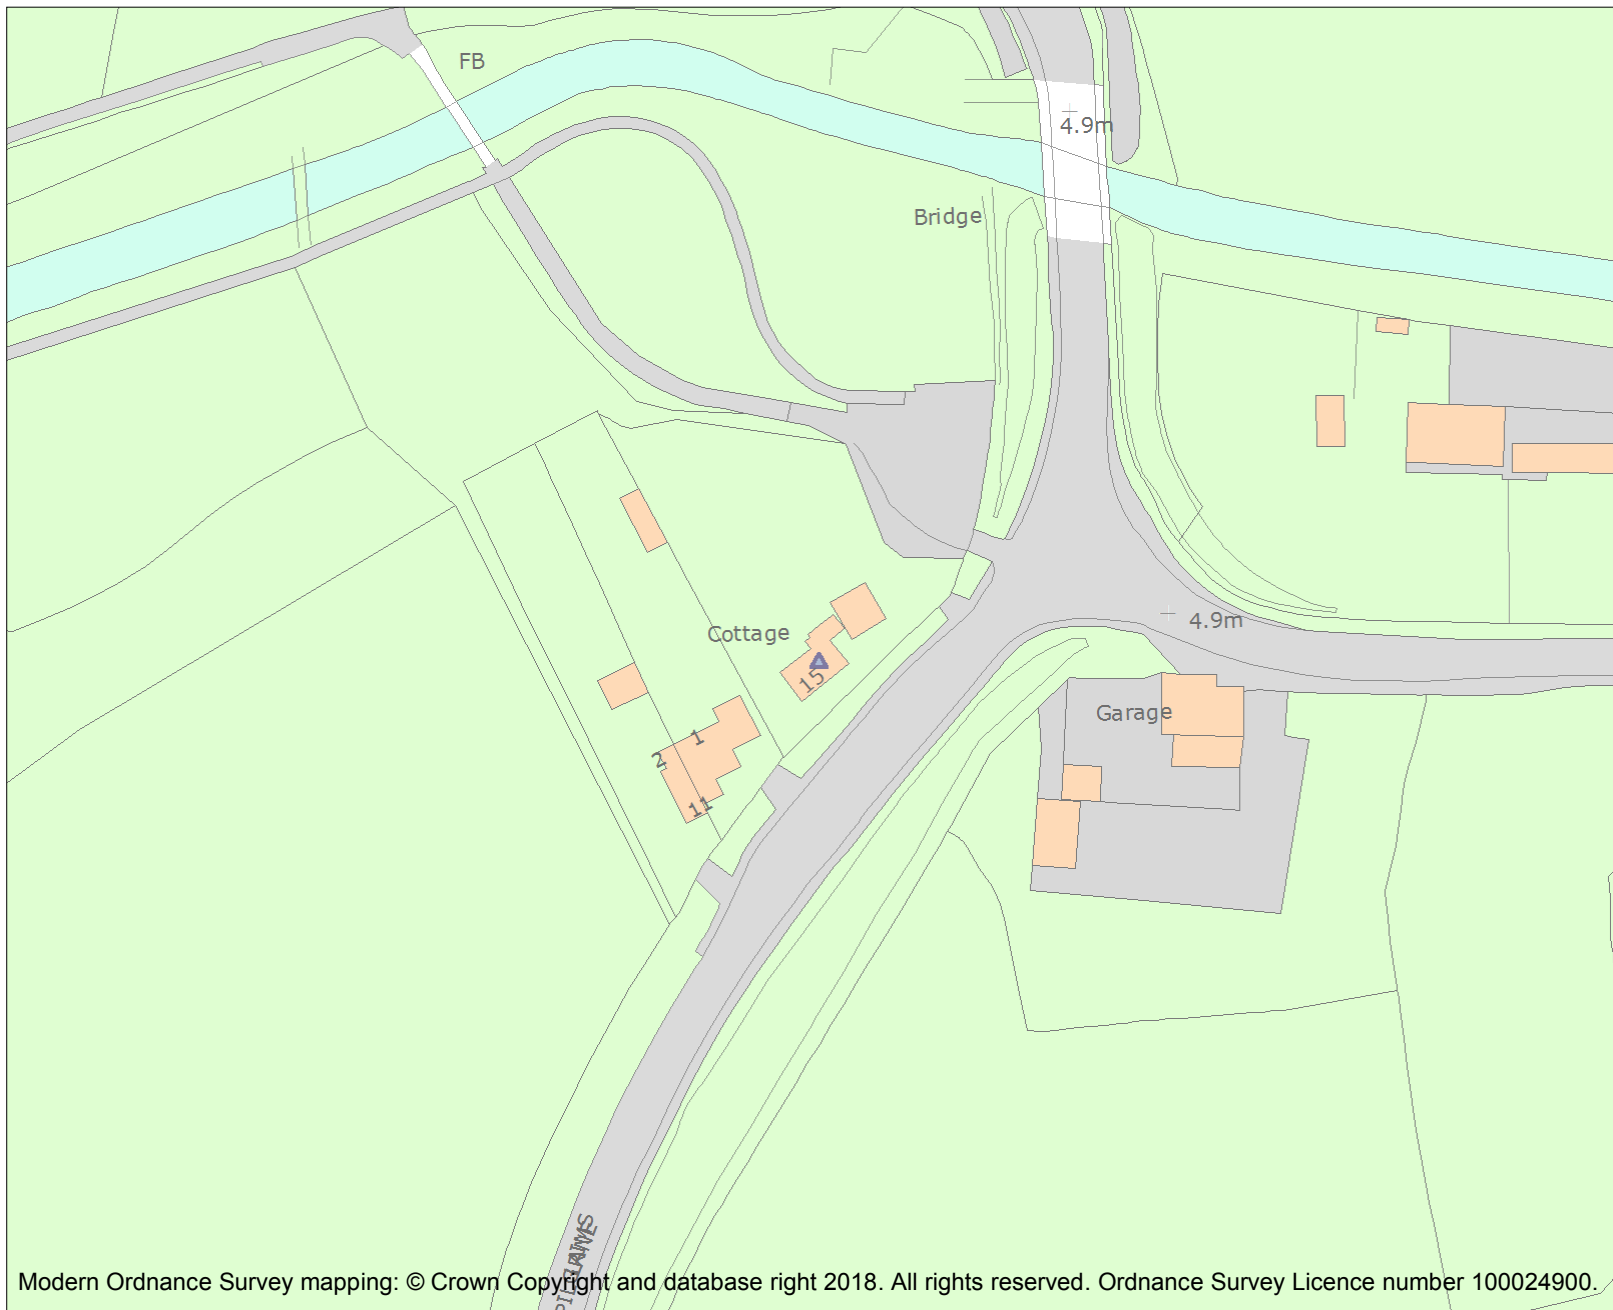 FB
4.9m
Bridge
4.9m
Cottage
15
Garage
1
2
11
LANE
Modern Ordnance Survey mapping: © Crown Copyright and database right 2018. All rights reserved. Ordnance Survey Licence number 100024900.